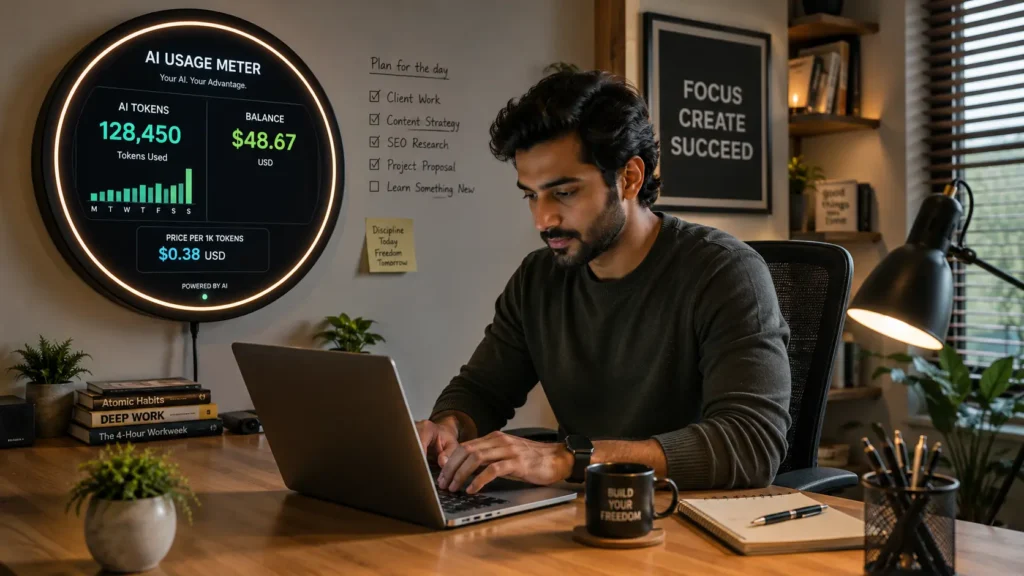 AI USAGE METER
Your AI. Your Advantage.
AI TOKENS
128,450
Tokens Used
M T W T F S S
BALANCE
$48.67
USD
PRICE PER 1K TOKENS
$0.38 USD
POWERED BY AI
Plan for the day
Client Work
Content Strategy
SEO Research
Project Proposal
Learn Something New
Discipline
Today
Freedom
Tomorrow
FOCUS
CREATE
SUCCEED
good
things
Atomic Habits
DEEP WORK
The 4-Hour Workweek
BUILD
YOUR
FREEDOM